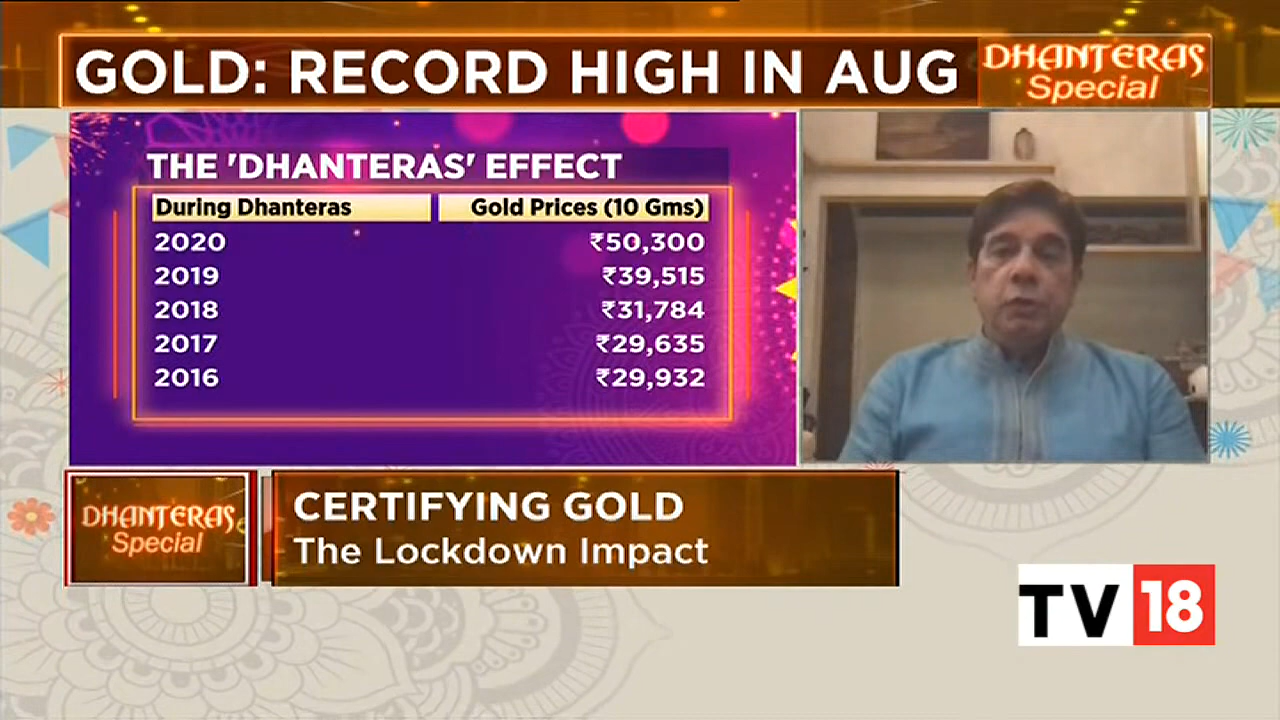 GOLD: RECORD HIGH IN AUG
DHANTERAS
Special
THE 'DHANTERAS' EFFECT
During Dhanteras Gold Prices (10 Gms)
2020 ₹50,300
2019 ₹39,515
2018 ₹31,784
2017 ₹29,635
2016 ₹29,932
DHANTERAS
Special
CERTIFYING GOLD
The Lockdown Impact
TV 18